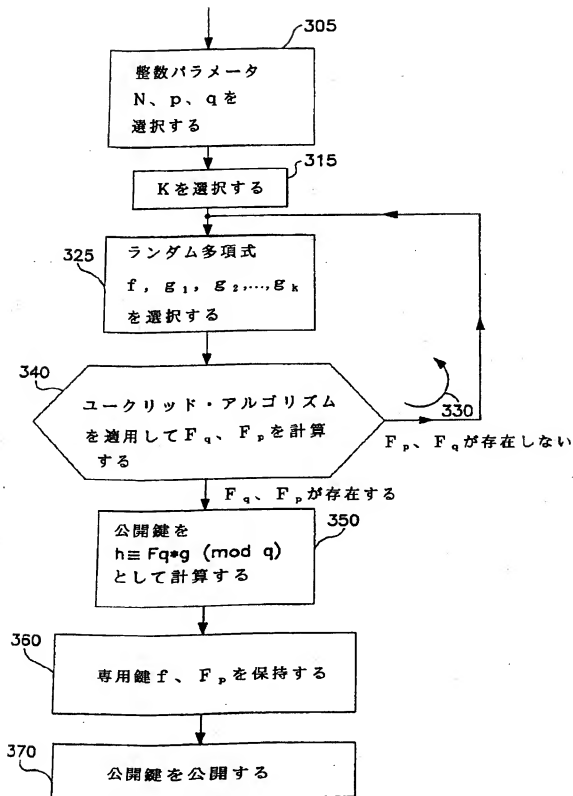 305
整数パラメータ
N、p、qを
選択する
315
Kを選択する
325
ランダム多項式
f, g₁, g₂,...,gₖ
を選択する
340
ユークリッド・アルゴリズム
を適用してF_q、F_pを計算
する
330
F_p、F_qが存在しない
F_q、F_pが存在する
350
公開鍵を
h≡Fq*g (mod q)
として計算する
360
専用鍵f、F_pを保持する
370
公開鍵を公開する